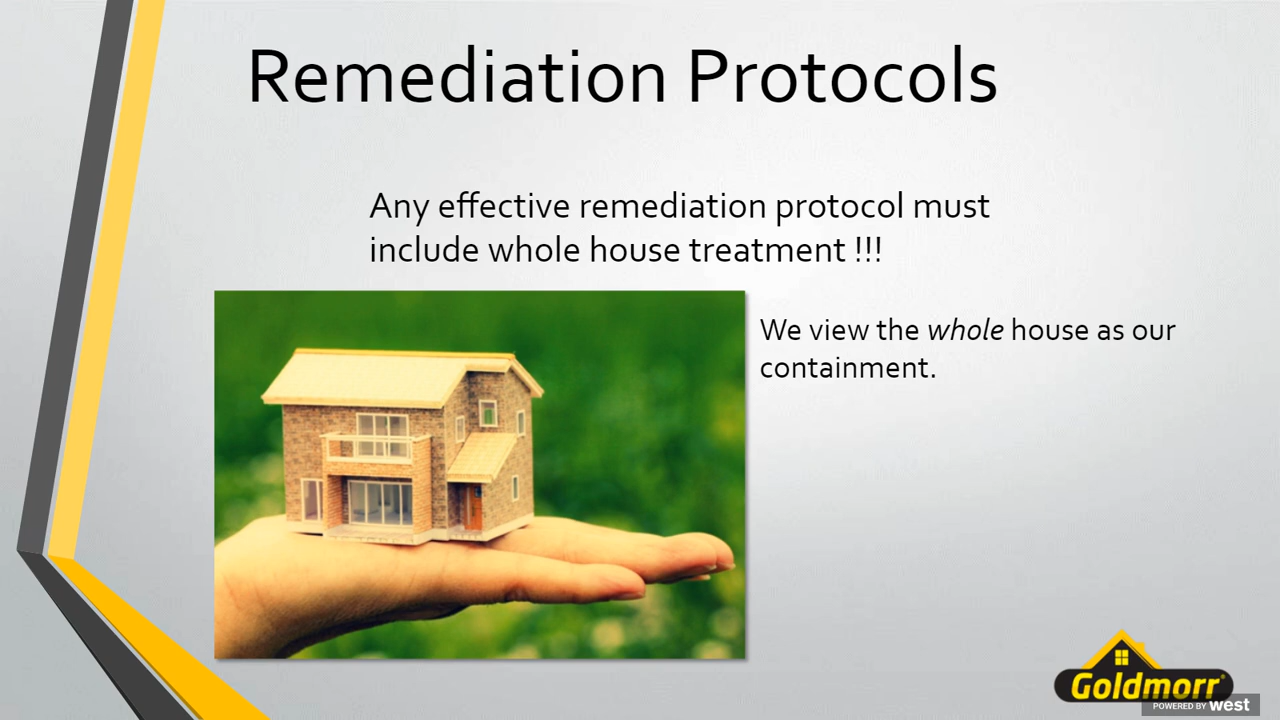 Remediation Protocols
Any effective remediation protocol must
include whole house treatment !!!
We view the whole house as our
containment.
Goldmorr®
POWERED BY west